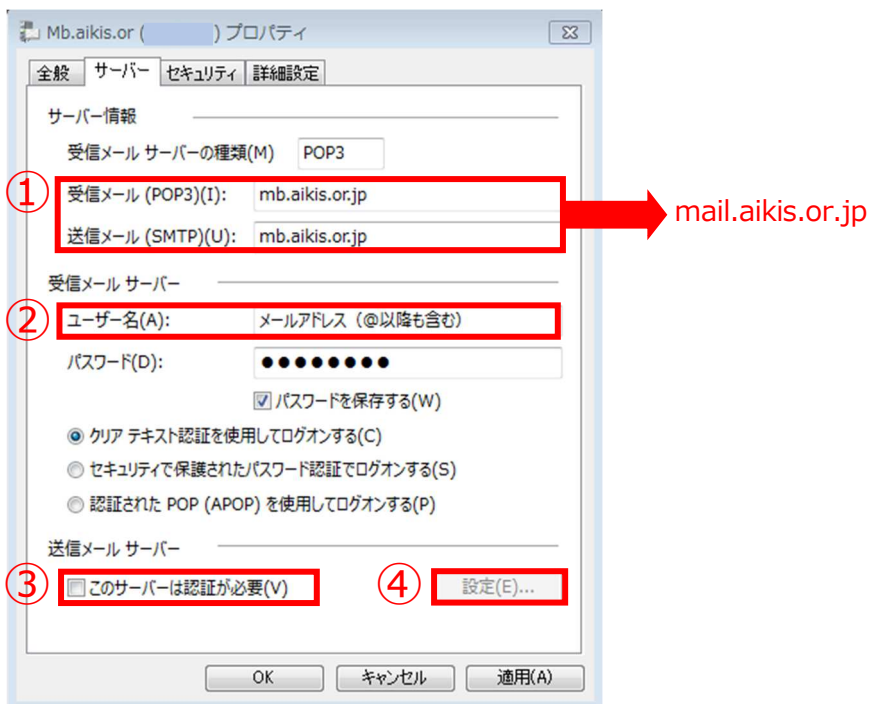 Mb.aikis.or ( ) プロパティ
全般 サーバー セキュリティ 詳細設定
サーバー情報
受信メール サーバーの種類(M) POP3
① 受信メール (POP3)(I): mb.aikis.or.jp
mail.aikis.or.jp
送信メール (SMTP)(U): mb.aikis.or.jp
受信メール サーバー
② ユーザー名(A): メールアドレス（@以降も含む）
パスワード(D): ●●●●●●●●
パスワードを保存する(W)
クリア テキスト認証を使用してログオンする(C)
セキュリティで保護されたパスワード認証でログオンする(S)
認証された POP (APOP) を使用してログオンする(P)
送信メール サーバー
③ このサーバーは認証が必要(V) ④ 設定(E)...
OK キャンセル 適用(A)